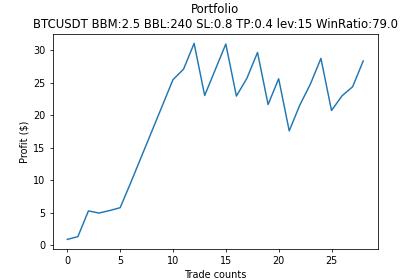 Portfolio
BTCUSDT BBM:2.5 BBL:240 SL:0.8 TP:0.4 lev:15 WinRatio:79.0
30
25
20
15
10
5
0
Profit ($)
0 5 10 15 20 25
Trade counts